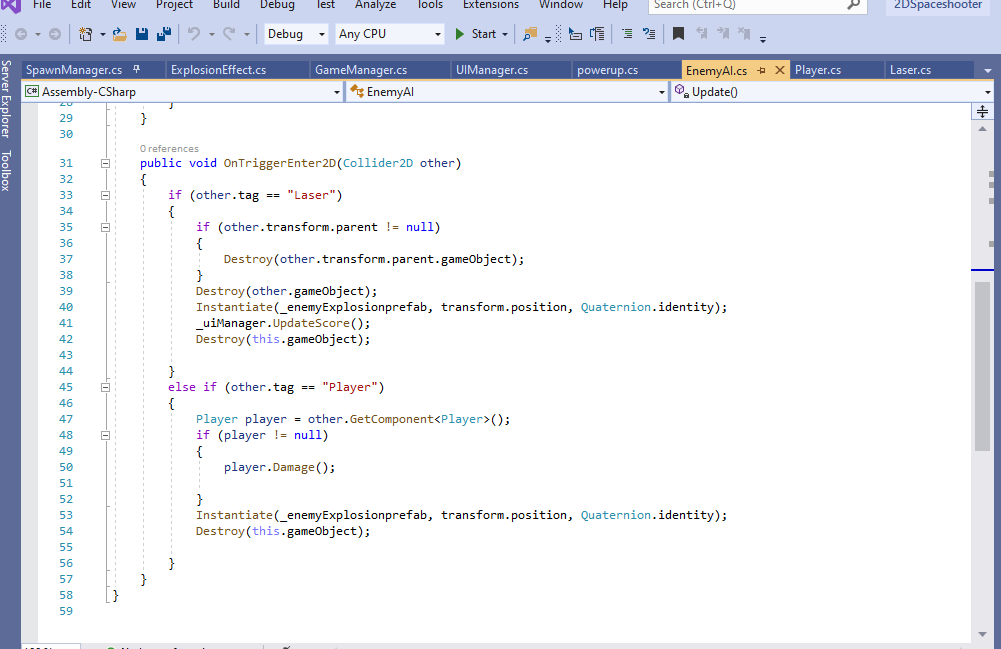 File Edit View Project Build Debug Test Analyze Tools Extensions Window Help Search (Ctrl+Q) 2DSpaceshooter
Debug Any CPU Start
Server Explorer
Toolbox
SpawnManager.cs ExplosionEffect.cs GameManager.cs UIManager.cs powerup.cs EnemyAI.cs Player.cs Laser.cs
C# Assembly-CSharp EnemyAI Update()
28 }
29 }
30
0 references
31 public void OnTriggerEnter2D(Collider2D other)
32 {
33 if (other.tag == "Laser")
34 {
35 if (other.transform.parent != null)
36 {
37 Destroy(other.transform.parent.gameObject);
38 }
39 Destroy(other.gameObject);
40 Instantiate(_enemyExplosionprefab, transform.position, Quaternion.identity);
41 _uiManager.UpdateScore();
42 Destroy(this.gameObject);
43
44 }
45 else if (other.tag == "Player")
46 {
47 Player player = other.GetComponent<Player>();
48 if (player != null)
49 {
50 player.Damage();
51
52 }
53 Instantiate(_enemyExplosionprefab, transform.position, Quaternion.identity);
54 Destroy(this.gameObject);
55
56 }
57 }
58 }
59